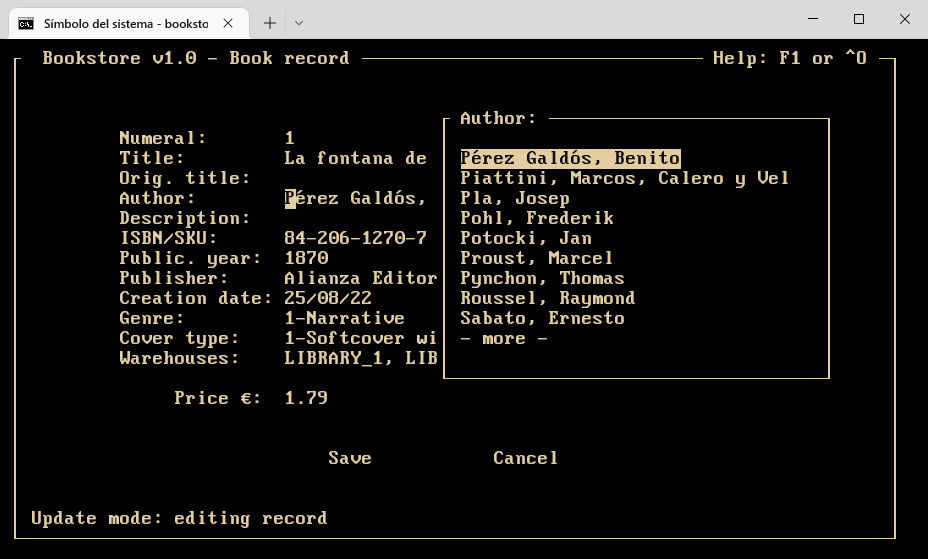 Símbolo del sistema - booksto
Bookstore v1.0 - Book record
Help: F1 or ^O
Author:
Numeral: 1
Title: La fontana de
Orig. title:
Author: Pérez Galdós,
Description:
ISBN/SKU: 84-206-1270-7
Public. year: 1870
Publisher: Alianza Editor
Creation date: 25/08/22
Genre: 1-Narrative
Cover type: 1-Softcover wi
Warehouses: LIBRARY_1, LIB
Pérez Galdós, Benito
Piattini, Marcos, Calero y Vel
Pla, Josep
Pohl, Frederik
Potocki, Jan
Proust, Marcel
Pynchon, Thomas
Roussel, Raymond
Sabato, Ernesto
- more -
Price €: 1.79
Save Cancel
Update mode: editing record